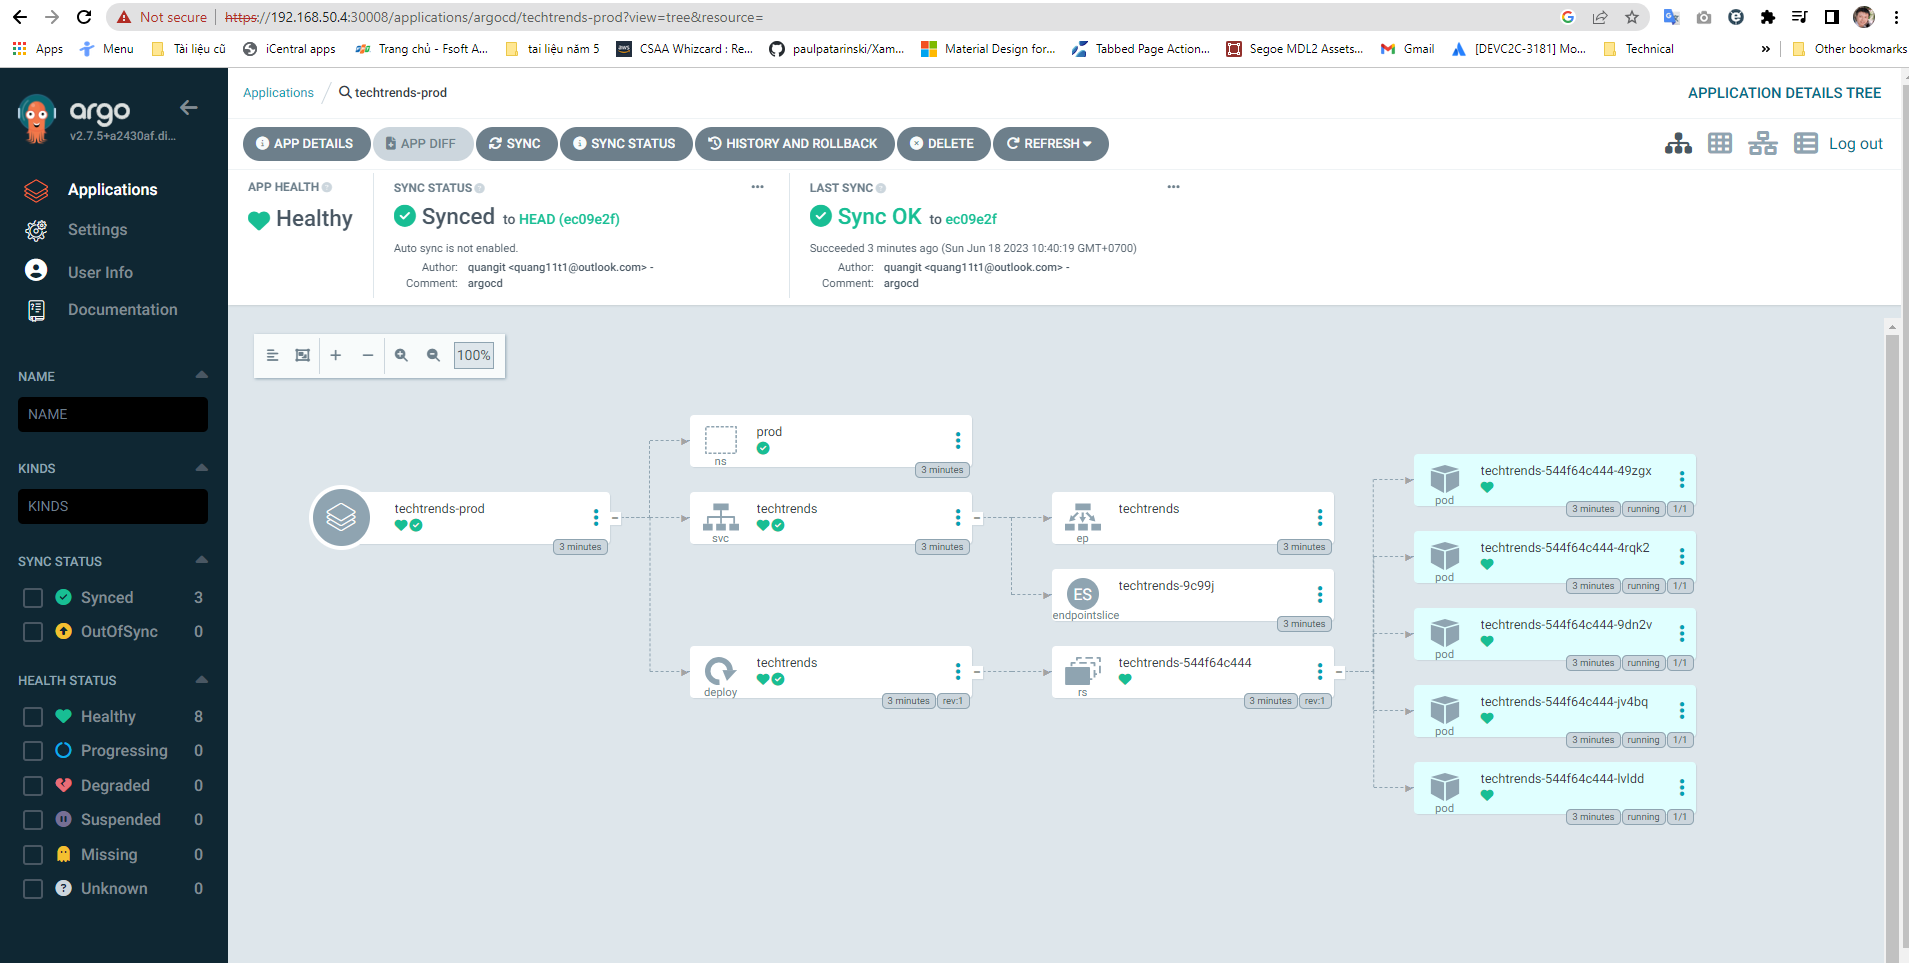 Not secure https://192.168.50.4:30008/applications/argocd/techtrends-prod?view=tree&resource=
Apps Menu Tài liệu cũ iCentral apps Trang chủ - Fsoft A... tai liệu năm 5 CSAA Whizcard : Re... paulpatarinski/Xam... Material Design for... Tabbed Page Action... Segoe MDL2 Assets... Gmail [DEVC2C-3181] Mo... Technical » Other bookmarks
argo
v2.7.5+a2430af.di...
Applications
Settings
User Info
Documentation
NAME
NAME
KINDS
KINDS
SYNC STATUS
Synced 3
OutOfSync 0
HEALTH STATUS
Healthy 8
Progressing 0
Degraded 0
Suspended 0
Missing 0
Unknown 0
Applications / techtrends-prod
APPLICATION DETAILS TREE
APP DETAILS APP DIFF SYNC SYNC STATUS HISTORY AND ROLLBACK DELETE REFRESH
Log out
APP HEALTH
Healthy
SYNC STATUS
Synced to HEAD (ec09e2f)
Auto sync is not enabled.
Author: quangit <quang11t1@outlook.com> -
Comment: argocd
LAST SYNC
Sync OK to ec09e2f
Succeeded 3 minutes ago (Sun Jun 18 2023 10:40:19 GMT+0700)
Author: quangit <quang11t1@outlook.com> -
Comment: argocd
100%
techtrends-prod
3 minutes
prod
ns
3 minutes
techtrends
svc
3 minutes
techtrends
deploy
3 minutes rev:1
techtrends
ep
3 minutes
ES
techtrends-9c99j
endpointslice
3 minutes
techtrends-544f64c444
rs
3 minutes rev:1
techtrends-544f64c444-49zgx
pod
3 minutes running 1/1
techtrends-544f64c444-4rqk2
pod
3 minutes running 1/1
techtrends-544f64c444-9dn2v
pod
3 minutes running 1/1
techtrends-544f64c444-jv4bq
pod
3 minutes running 1/1
techtrends-544f64c444-lvldd
pod
3 minutes running 1/1